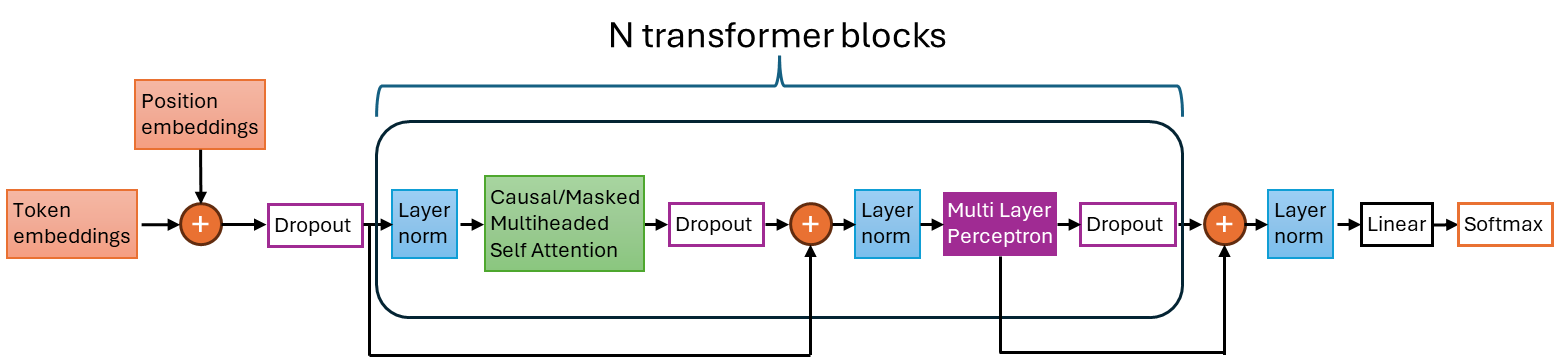 N transformer blocks
Position
embeddings
Token
embeddings
+
Dropout
Layer
norm
Causal/Masked
Multiheaded
Self Attention
Dropout
+
Layer
norm
Multi Layer
Perceptron
Dropout
+
Layer
norm
Linear
Softmax